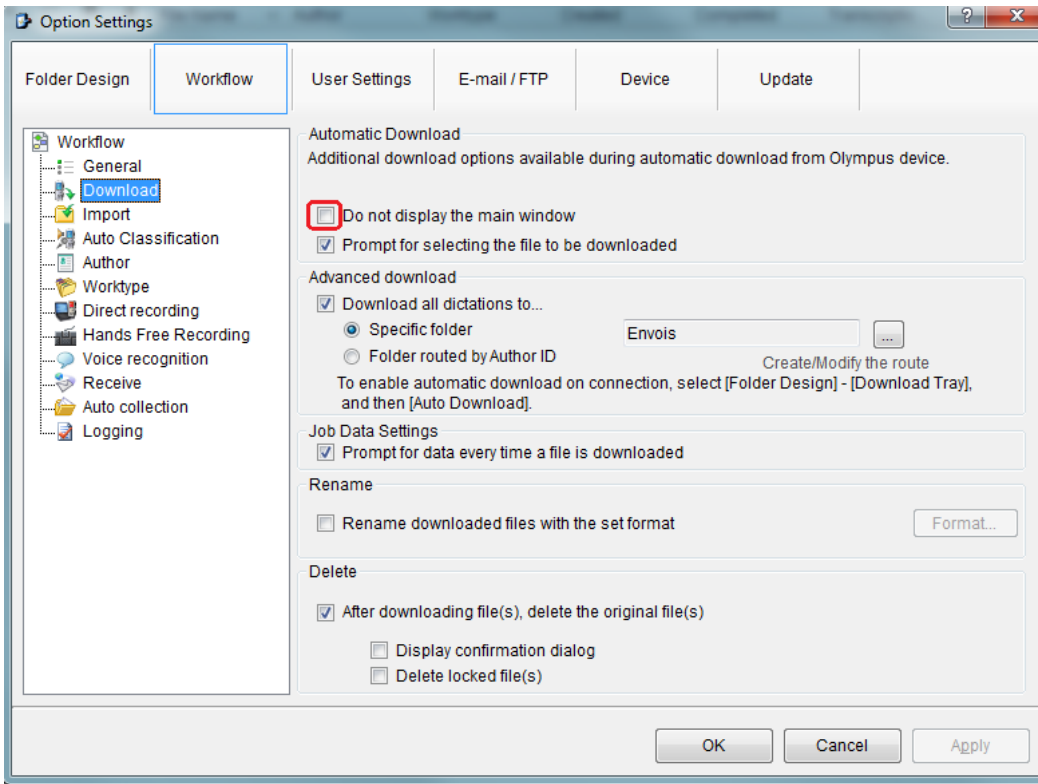 Option Settings
?
X
Folder Design
Workflow
User Settings
E-mail / FTP
Device
Update
Workflow
General
Download
Import
Auto Classification
Author
Worktype
Direct recording
Hands Free Recording
Voice recognition
Receive
Auto collection
Logging
Automatic Download
Additional download options available during automatic download from Olympus device.
Do not display the main window
Prompt for selecting the file to be downloaded
Advanced download
Download all dictations to...
Specific folder
Envois
...
Folder routed by Author ID
Create/Modify the route
To enable automatic download on connection, select [Folder Design] - [Download Tray],
and then [Auto Download].
Job Data Settings
Prompt for data every time a file is downloaded
Rename
Rename downloaded files with the set format
Format...
Delete
After downloading file(s), delete the original file(s)
Display confirmation dialog
Delete locked file(s)
OK
Cancel
Apply